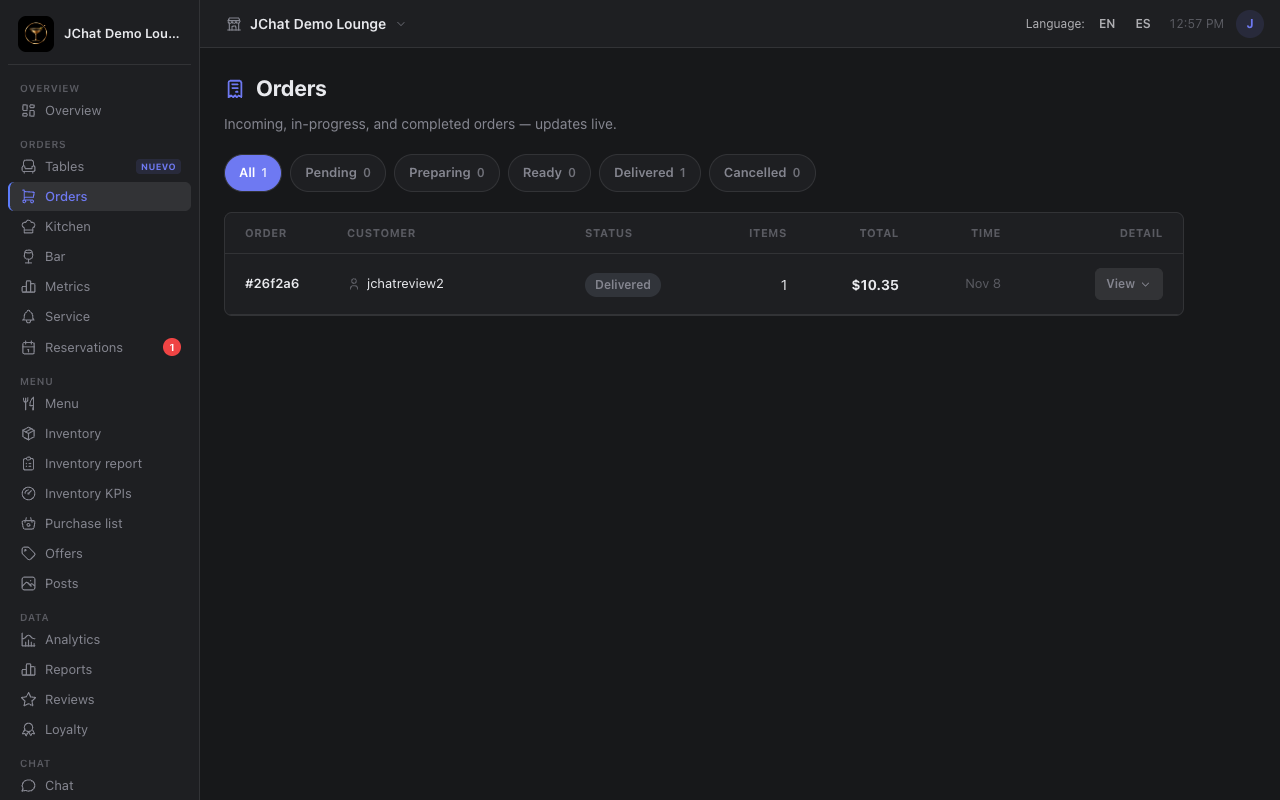 JChat Demo Lou...
OVERVIEW
Overview
ORDERS
Tables NUEVO
Orders
Kitchen
Bar
Metrics
Service
Reservations 1
MENU
Menu
Inventory
Inventory report
Inventory KPIs
Purchase list
Offers
Posts
DATA
Analytics
Reports
Reviews
Loyalty
CHAT
Chat
JChat Demo Lounge
Language: EN ES 12:57 PM J
Orders
Incoming, in-progress, and completed orders — updates live.
All 1 Pending 0 Preparing 0 Ready 0 Delivered 1 Cancelled 0
ORDER CUSTOMER STATUS ITEMS TOTAL TIME DETAIL
#26f2a6 jchatreview2 Delivered 1 $10.35 Nov 8 View